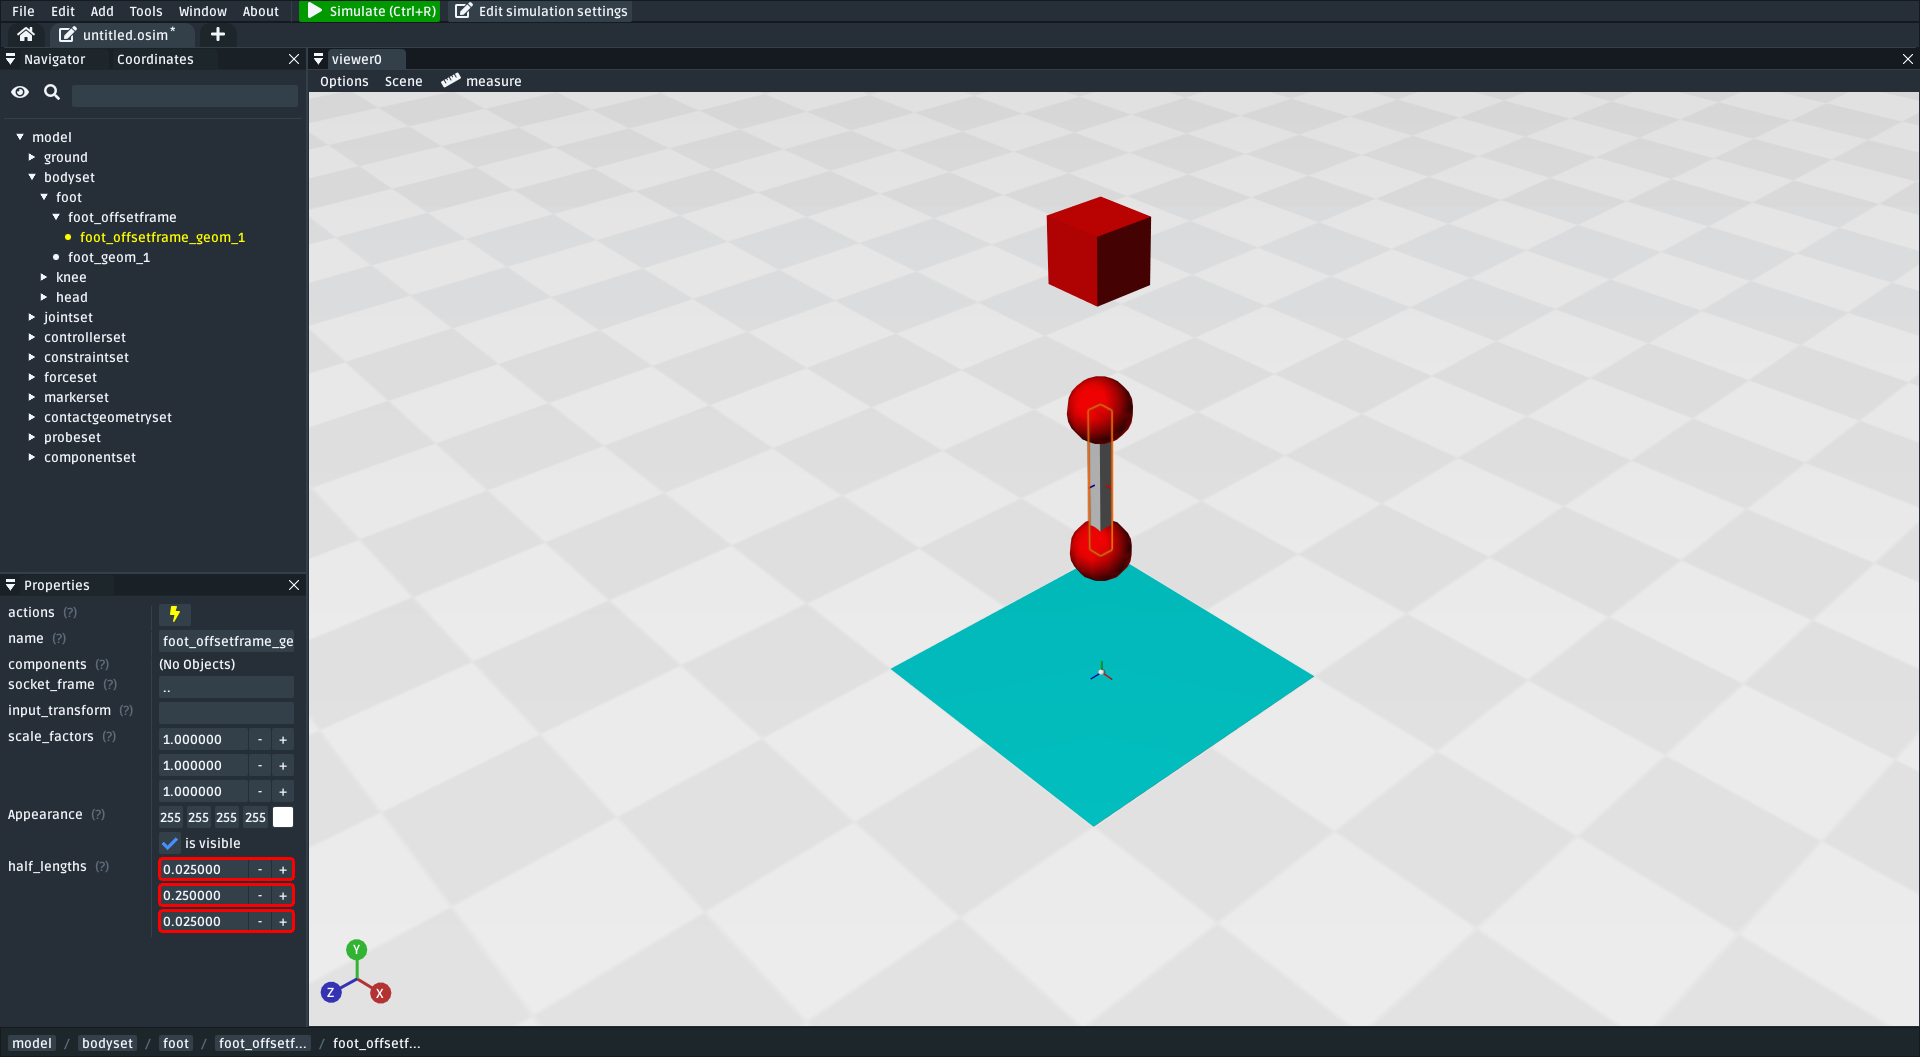 File Edit Add Tools Window About Simulate (Ctrl+R) Edit simulation settings
untitled.osim*
Navigator Coordinates
model
ground
bodyset
foot
foot_offsetframe
foot_offsetframe_geom_1
foot_geom_1
knee
head
jointset
controllerset
constraintset
forceset
markerset
contactgeometryset
probeset
componentset
Properties
actions (?)
name (?) foot_offsetframe_ge
components (?) (No Objects)
socket_frame (?) ..
input_transform (?)
scale_factors (?) 1.000000 - +
1.000000 - +
1.000000 - +
Appearance (?) 255 255 255 255
is visible
half_lengths (?) 0.025000 - +
0.250000 - +
0.025000 - +
viewer0
Options Scene measure
Y
Z X
model / bodyset / foot / foot_offsetf... / foot_offsetf...